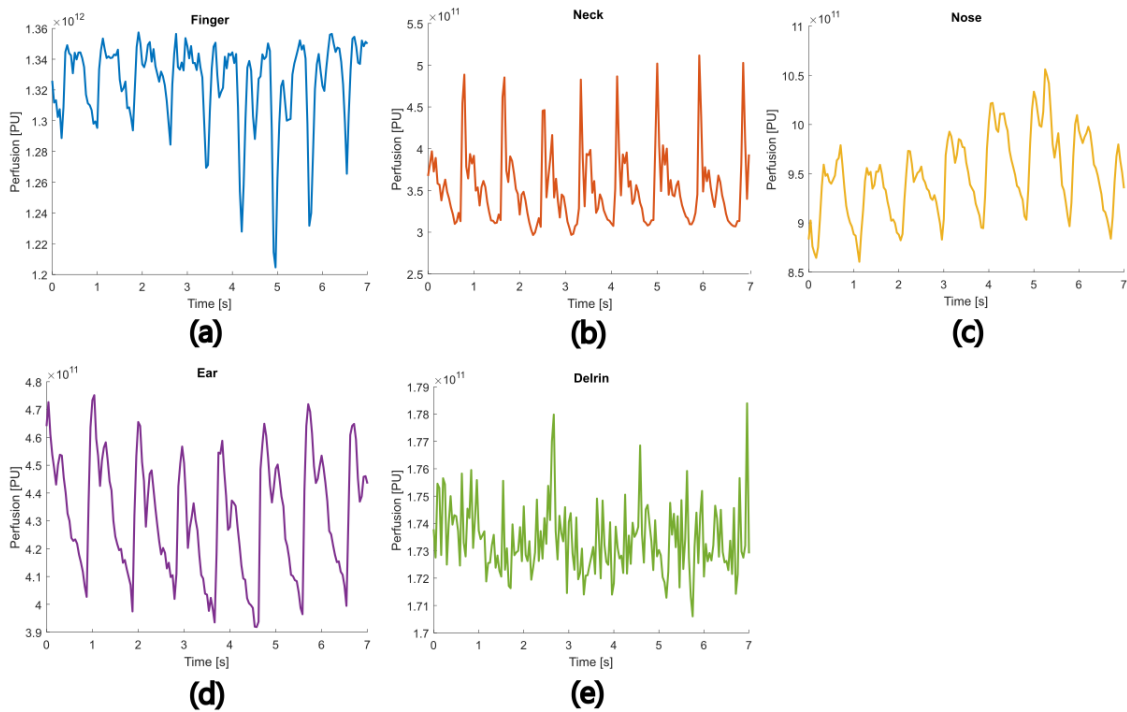 Finger
×10¹²
1.36
1.34
1.32
1.3
1.28
1.26
1.24
1.22
1.2
Perfusion [PU]
0 1 2 3 4 5 6 7
Time [s]
(a)
Neck
×10¹¹
5.5
5
4.5
4
3.5
3
2.5
Perfusion [PU]
0 1 2 3 4 5 6 7
Time [s]
(b)
Nose
×10¹¹
11
10.5
10
9.5
9
8.5
Perfusion [PU]
0 1 2 3 4 5 6 7
Time [s]
(c)
Ear
×10¹¹
4.8
4.7
4.6
4.5
4.4
4.3
4.2
4.1
4
3.9
Perfusion [PU]
0 1 2 3 4 5 6 7
Time [s]
(d)
Delrin
×10¹¹
1.79
1.78
1.77
1.76
1.75
1.74
1.73
1.72
1.71
1.7
Perfusion [PU]
0 1 2 3 4 5 6 7
Time [s]
(e)